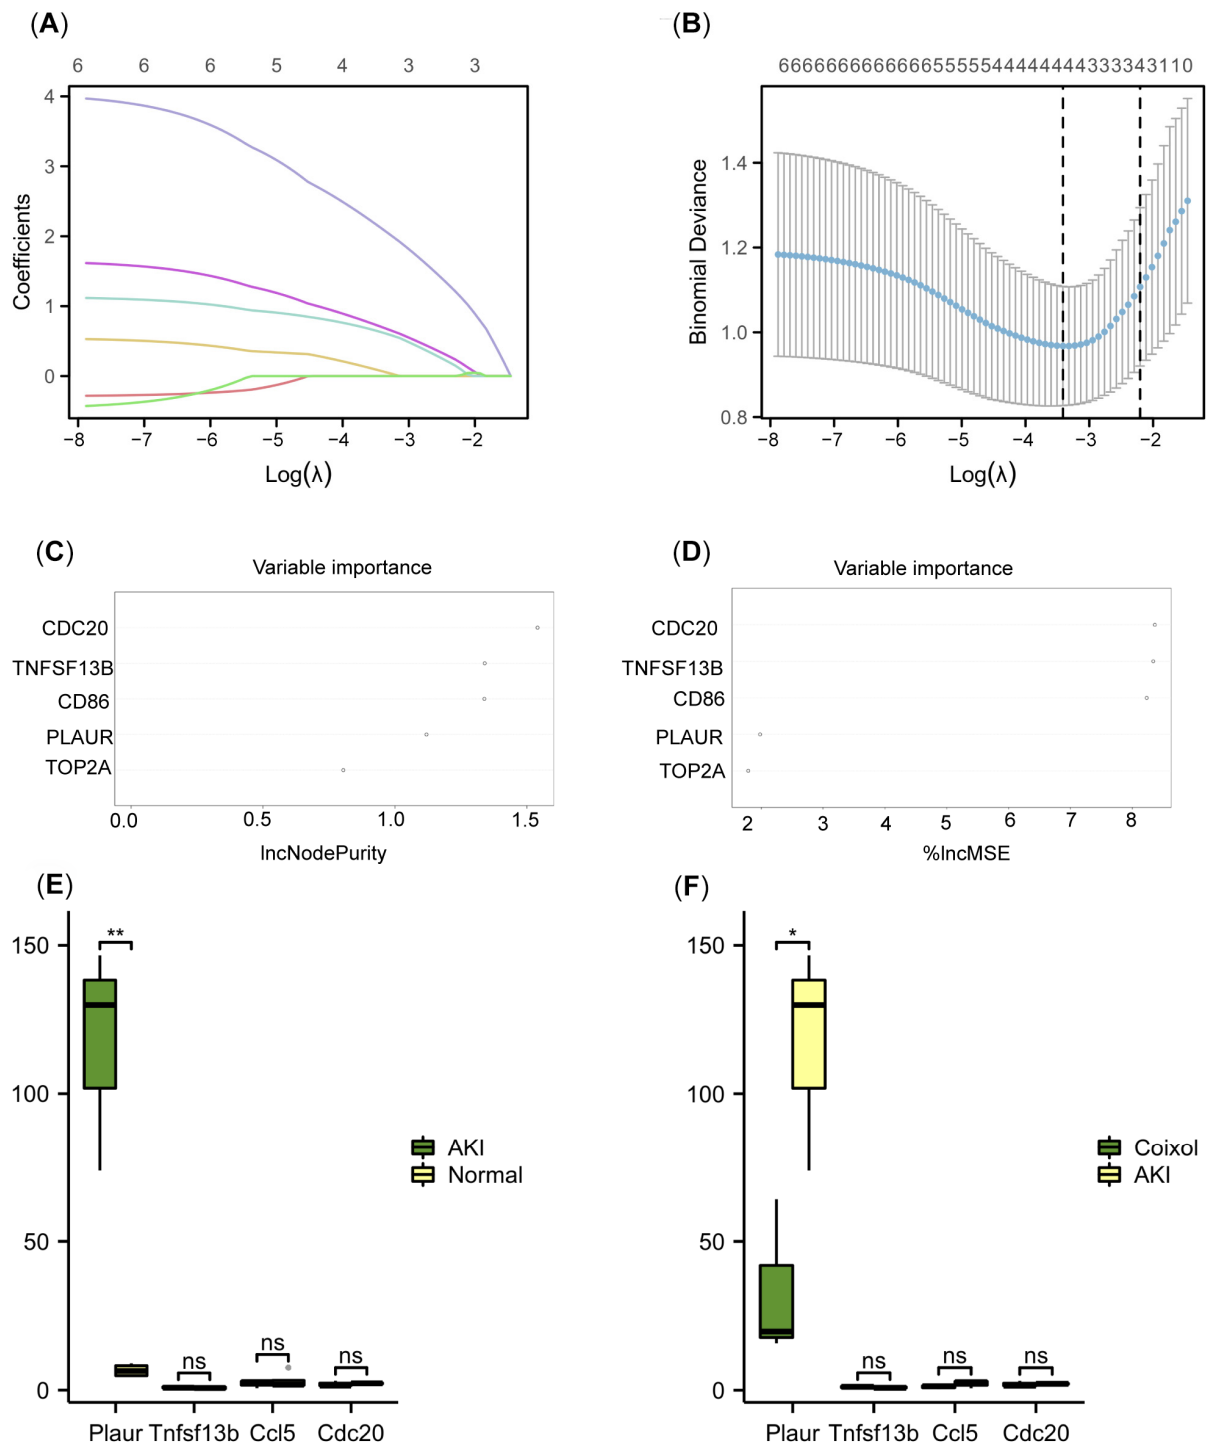 (A)
6 6 6 5 4 3 3
4
3
2
1
0
Coefficients
−8 −7 −6 −5 −4 −3 −2
Log(λ)
(B)
66666666666665555544444444333343110
1.4
1.2
1.0
0.8
Binomial Deviance
−8 −7 −6 −5 −4 −3 −2
Log(λ)
(C)
Variable importance
CDC20
TNFSF13B
CD86
PLAUR
TOP2A
0.0 0.5 1.0 1.5
IncNodePurity
(D)
Variable importance
CDC20
TNFSF13B
CD86
PLAUR
TOP2A
2 3 4 5 6 7 8
%IncMSE
(E)
150
100
50
0
**
ns ns ns
AKI
Normal
Plaur Tnfsf13b Ccl5 Cdc20
(F)
150
100
50
0
*
ns ns ns
Coixol
AKI
Plaur Tnfsf13b Ccl5 Cdc20